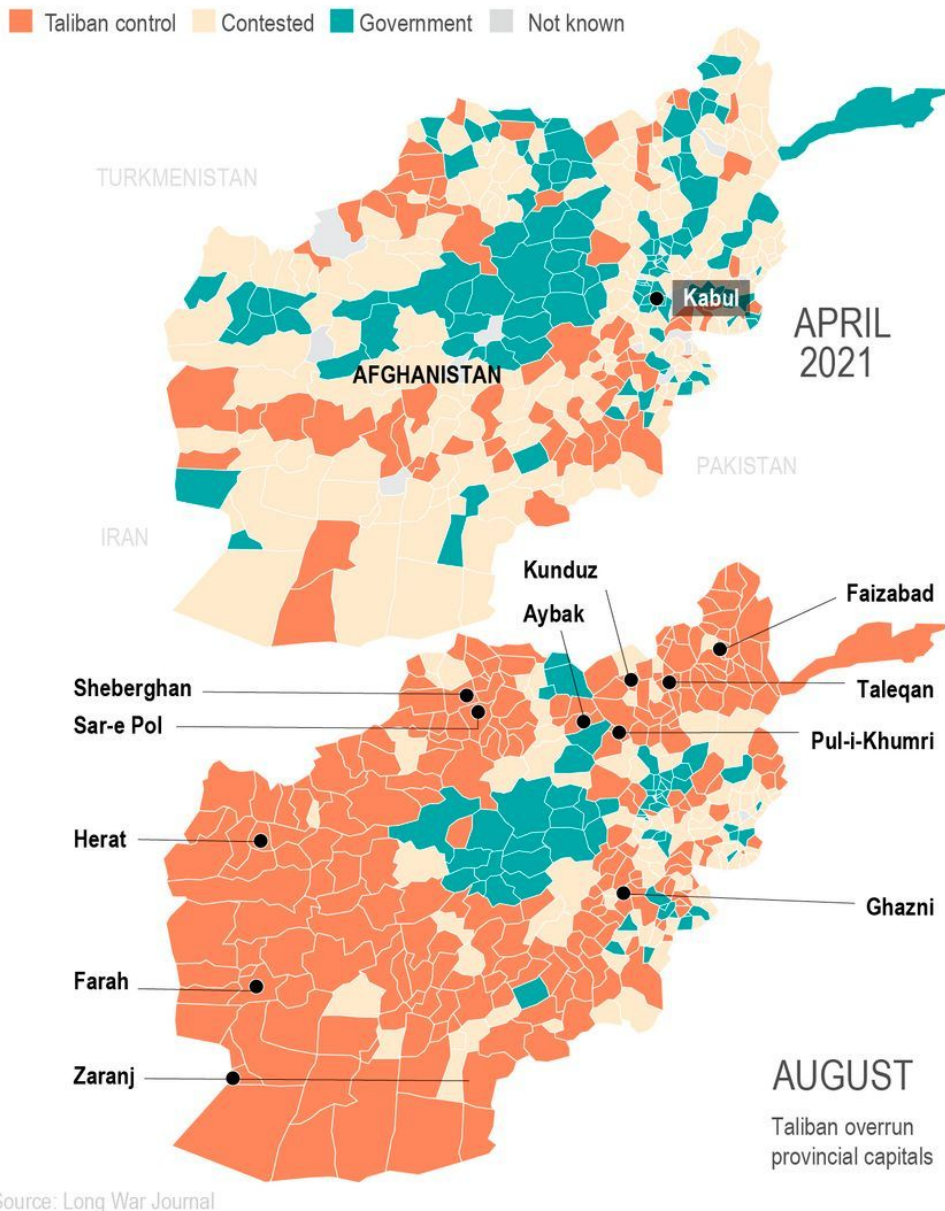 Taliban control
Contested
Government
Not known
TURKMENISTAN
Kabul
APRIL
2021
AFGHANISTAN
PAKISTAN
IRAN
Kunduz
Aybak
Faizabad
Sheberghan
Sar-e Pol
Taleqan
Pul-i-Khumri
Herat
Ghazni
Farah
Zaranj
AUGUST
Taliban overrun
provincial capitals
Source: Long War Journal